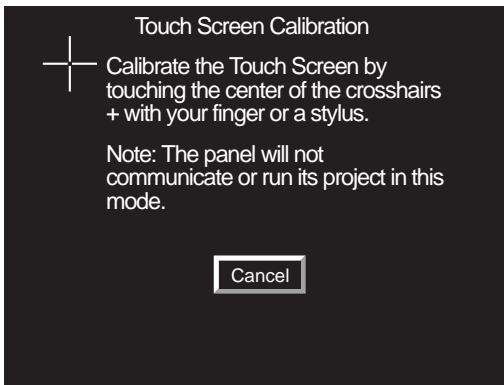 Touch Screen Calibration
Calibrate the Touch Screen by
touching the center of the crosshairs
+ with your finger or a stylus.
Note: The panel will not
communicate or run its project in this
mode.
Cancel